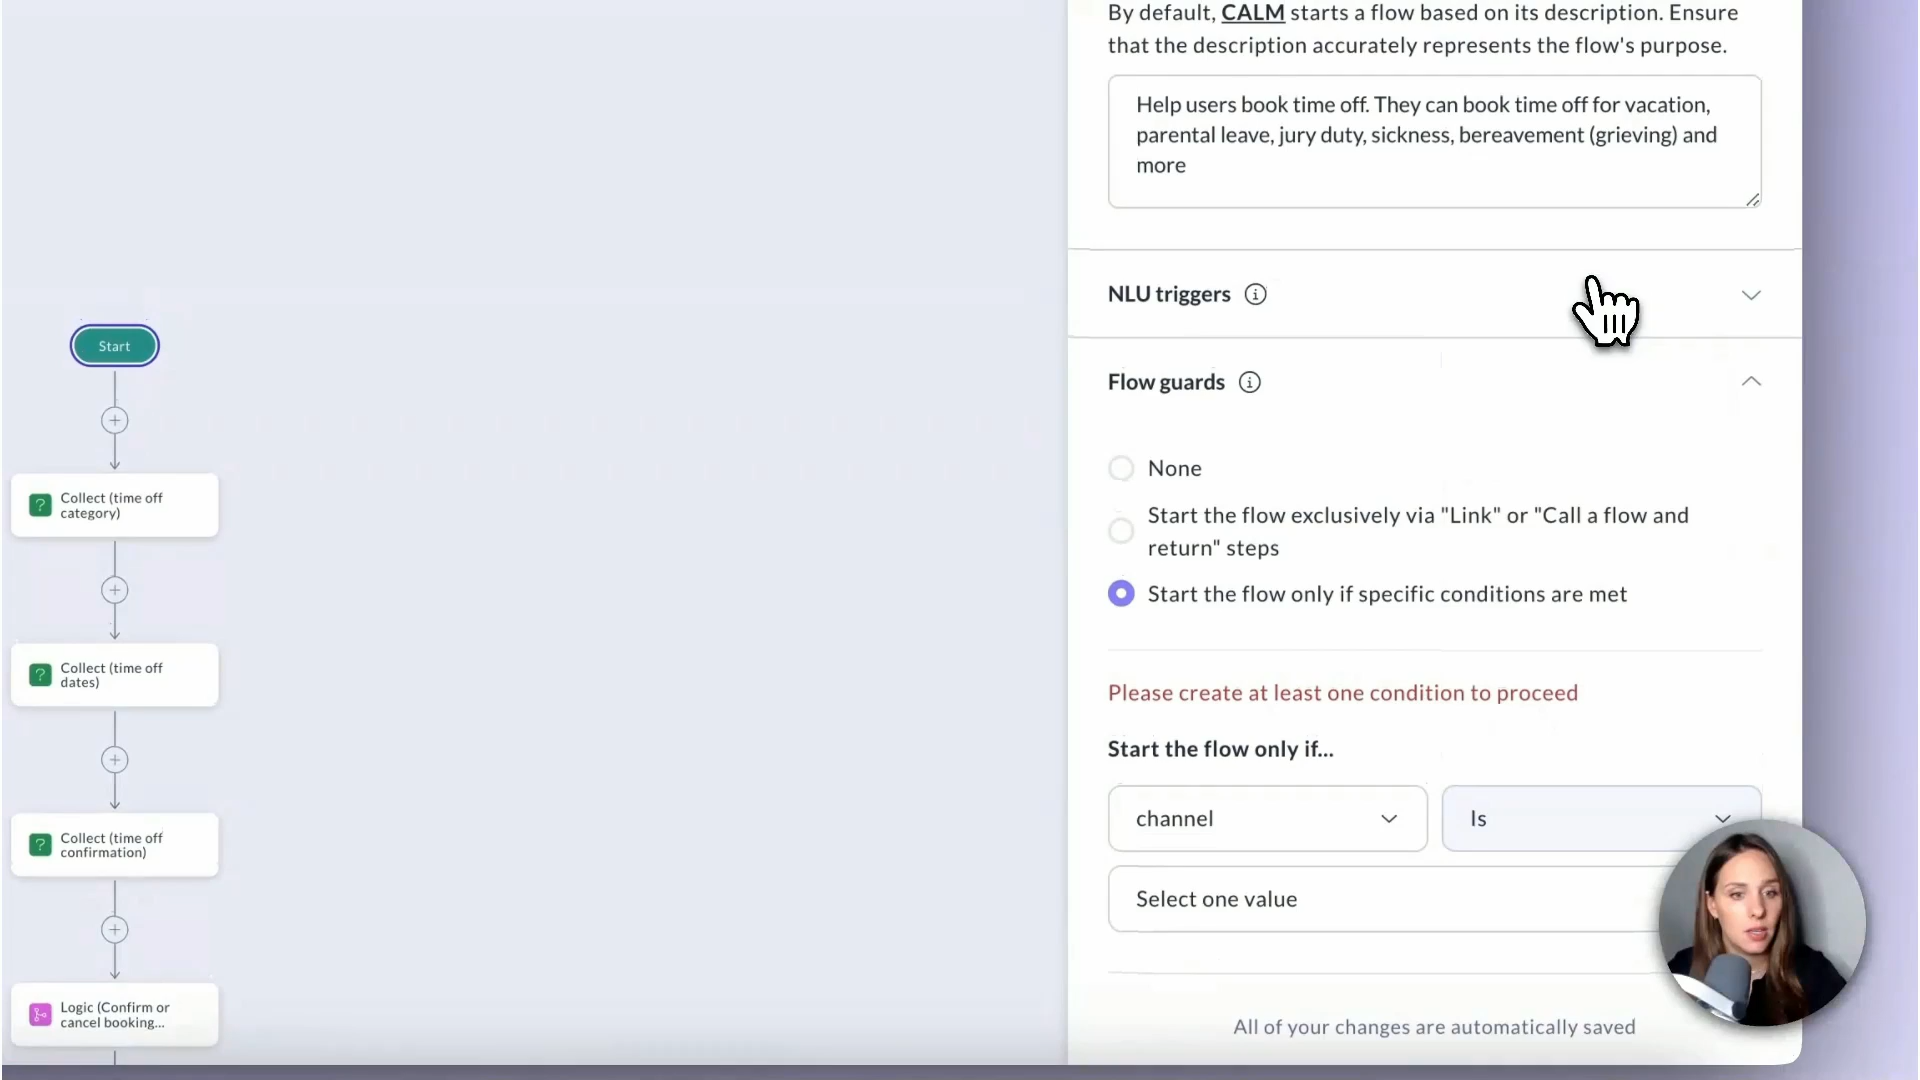 By default, CALM starts a flow based on its description. Ensure
that the description accurately represents the flow's purpose.
Help users book time off. They can book time off for vacation,
parental leave, jury duty, sickness, bereavement (grieving) and
more
NLU triggers
Flow guards
None
Start the flow exclusively via "Link" or "Call a flow and
return" steps
Start the flow only if specific conditions are met
Please create at least one condition to proceed
Start the flow only if...
channel
Is
Select one value
All of your changes are automatically saved
Start
Collect (time off
category)
Collect (time off
dates)
Collect (time off
confirmation)
Logic (Confirm or
cancel booking...